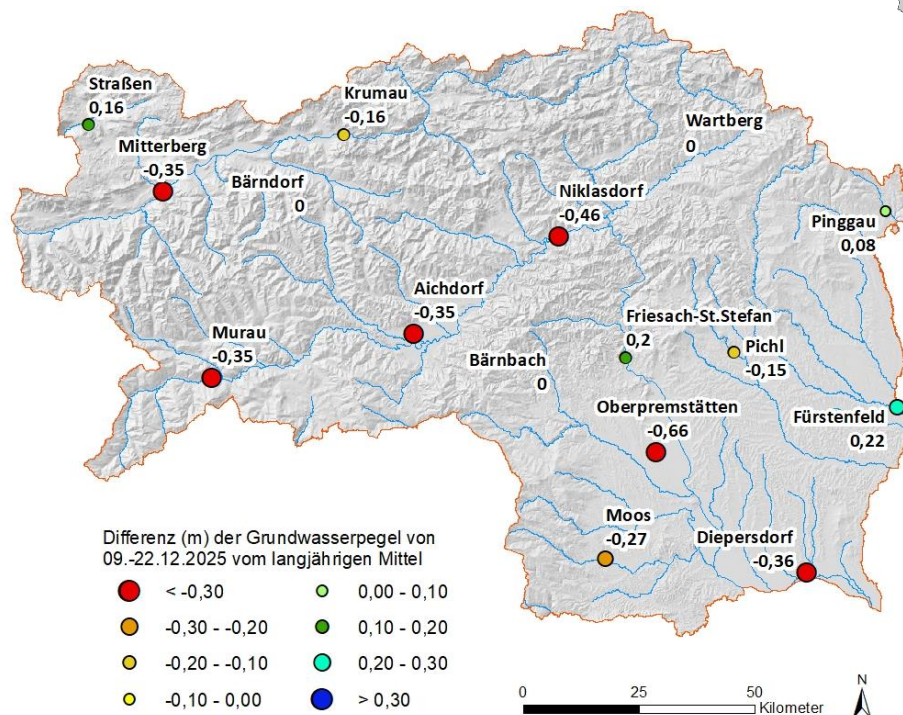 Straßen
0,16
Krumau
-0,16
Wartberg
0
Mitterberg
-0,35
Bärndorf
0
Niklasdorf
-0,46
Pinggau
0,08
Aichdorf
-0,35
Friesach-St.Stefan
0,2
Murau
-0,35
Bärnbach
0
Pichl
-0,15
Oberpremstätten
-0,66
Fürstenfeld
0,22
Moos
-0,27
Diepersdorf
-0,36
Differenz (m) der Grundwasserpegel von
09.-22.12.2025 vom langjährigen Mittel
< -0,30
-0,30 - -0,20
-0,20 - -0,10
-0,10 - 0,00
0,00 - 0,10
0,10 - 0,20
0,20 - 0,30
> 0,30
0 25 50
Kilometer
N